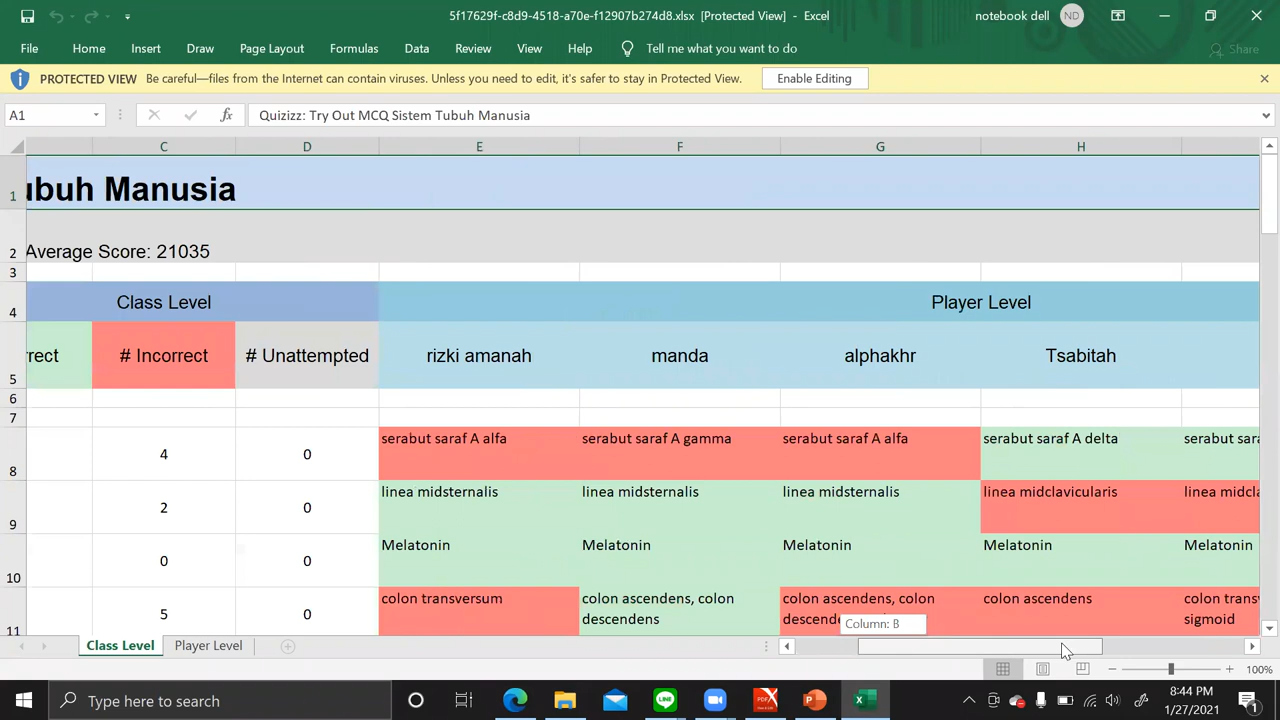 5f17629f-c8d9-4518-a70e-f12907b274d8.xlsx [Protected View] - Excel
notebook dell
ND
File Home Insert Draw Page Layout Formulas Data Review View Help Tell me what you want to do
Share
PROTECTED VIEW Be careful—files from the Internet can contain viruses. Unless you need to edit, it's safer to stay in Protected View. Enable Editing
A1 fx Quizizz: Try Out MCQ Sistem Tubuh Manusia
C D E F G H
1 ubuh Manusia
2 Average Score: 21035
3
4 Class Level Player Level
5 rect # Incorrect # Unattempted rizki amanah manda alphakhr Tsabitah
6
7
8 4 0 serabut saraf A alfa serabut saraf A gamma serabut saraf A alfa serabut saraf A delta serabut sara
9 2 0 linea midsternalis linea midsternalis linea midsternalis linea midclavicularis linea midcla
10 0 0 Melatonin Melatonin Melatonin Melatonin Melatonin
11 5 0 colon transversum colon ascendens, colon descendens colon ascendens, colon descende colon ascendens colon trans sigmoid
Column: B
Class Level Player Level
100%
Type here to search
8:44 PM
1/27/2021
1